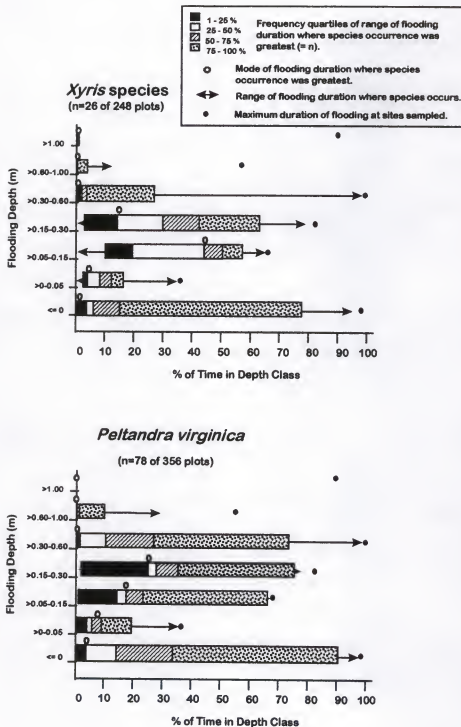 1 - 25 %
25 - 50 %
50 - 75 %
75 - 100%
Frequency quartiles of range of flooding
duration where species occurrence was
greatest (= n).
Mode of flooding duration where species
occurrence was greatest.
Range of flooding duration where species occurs.
Maximum duration of flooding at sites sampled.
Xyris species
(n=26 of 248 plots)
Flooding Depth (m)
>1.00
>0.60-1.00
>0.30-0.60
>0.15-0.30
>0.05-0.15
>0-0.05
<= 0
0 10 20 30 40 50 60 70 80 90 100
% of Time in Depth Class
Peltandra virginica
(n=78 of 356 plots)
Flooding Depth (m)
>1.00
>0.60-1.00
>0.30-0.60
>0.15-0.30
>0.05-0.15
>0-0.05
<= 0
0 10 20 30 40 50 60 70 80 90 100
% of Time in Depth Class